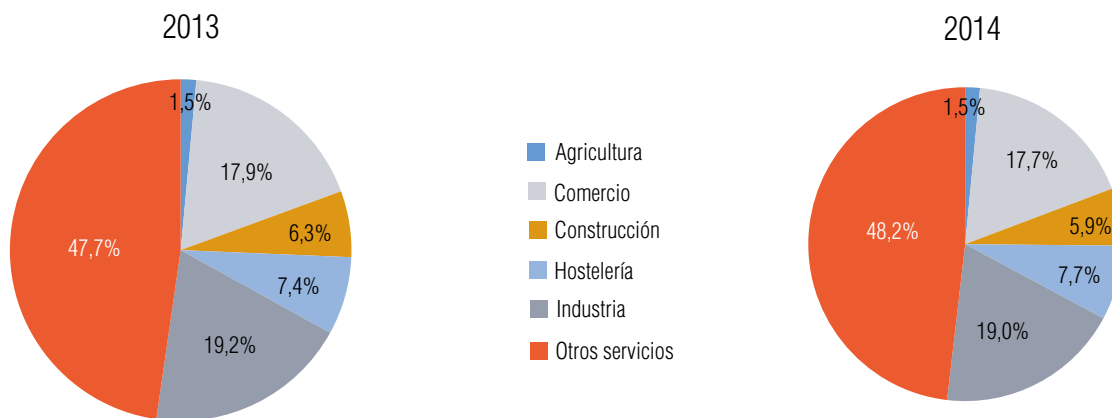 2013
1,5%
17,9%
6,3%
7,4%
19,2%
47,7%
Agricultura
Comercio
Construcción
Hostelería
Industria
Otros servicios
2014
1,5%
17,7%
5,9%
7,7%
19,0%
48,2%